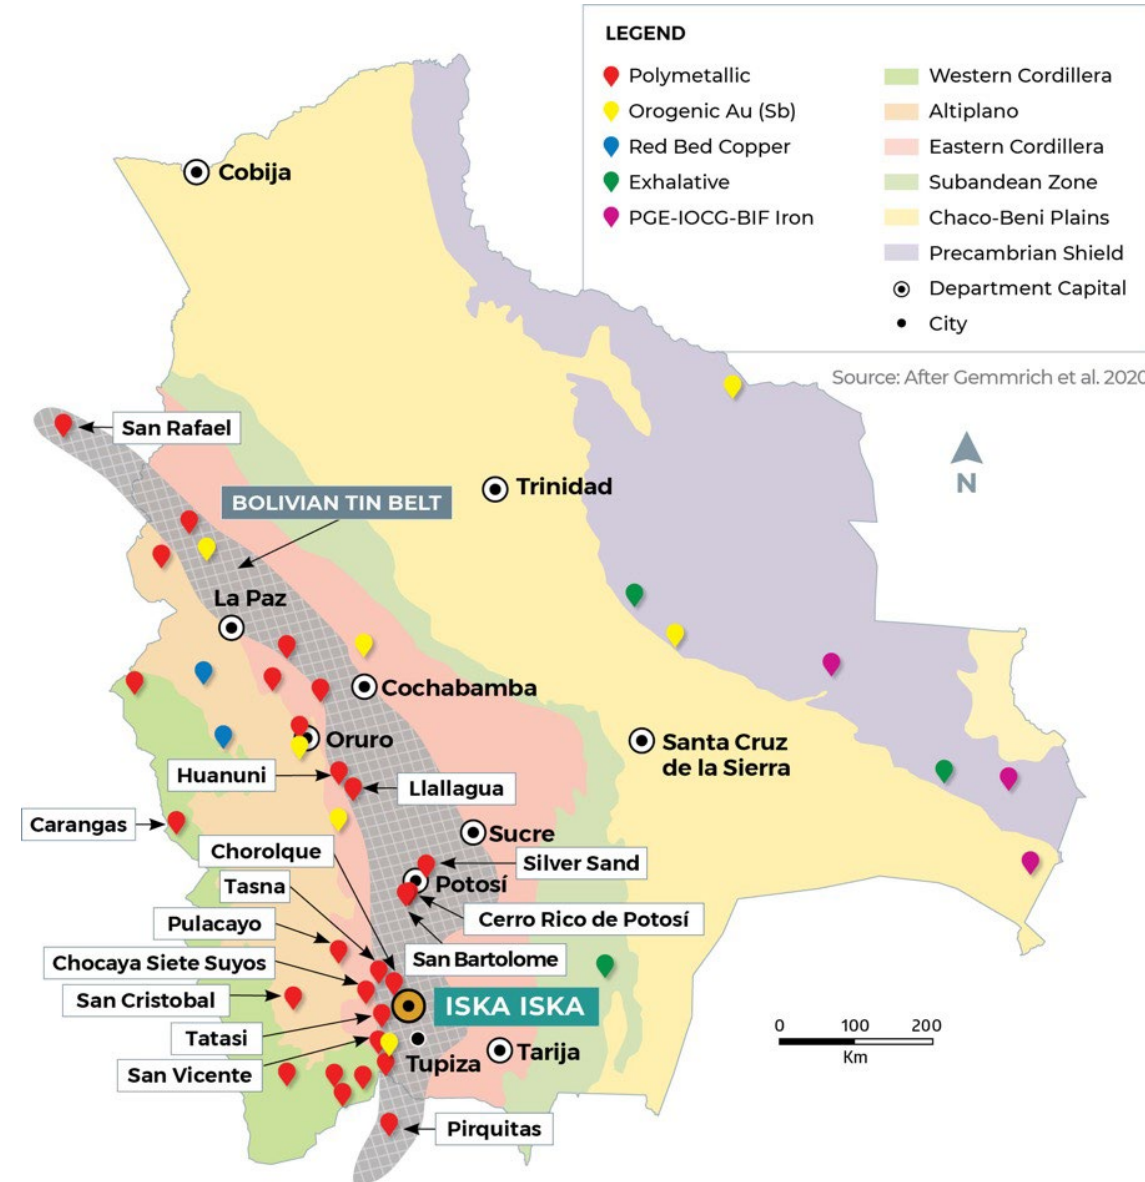 LEGEND
Polymetallic
Orogenic Au (Sb)
Red Bed Copper
Exhalative
PGE-IOCG-BIF Iron
Western Cordillera
Altiplano
Eastern Cordillera
Subandean Zone
Chaco-Beni Plains
Precambrian Shield
Department Capital
City
Source: After Gemmrich et al. 2020
Cobija
San Rafael
N
Trinidad
BOLIVIAN TIN BELT
La Paz
Cochabamba
Oruro
Santa Cruz
de la Sierra
Huanuni
Llallagua
Carangas
Sucre
Chorolque
Silver Sand
Tasna
Potosí
Cerro Rico de Potosí
Pulacayo
San Bartolome
Chocaya Siete Suyos
San Cristobal
ISKA ISKA
Tatasi
Tupiza
Tarija
San Vicente
0 100 200
Km
Pirquitas